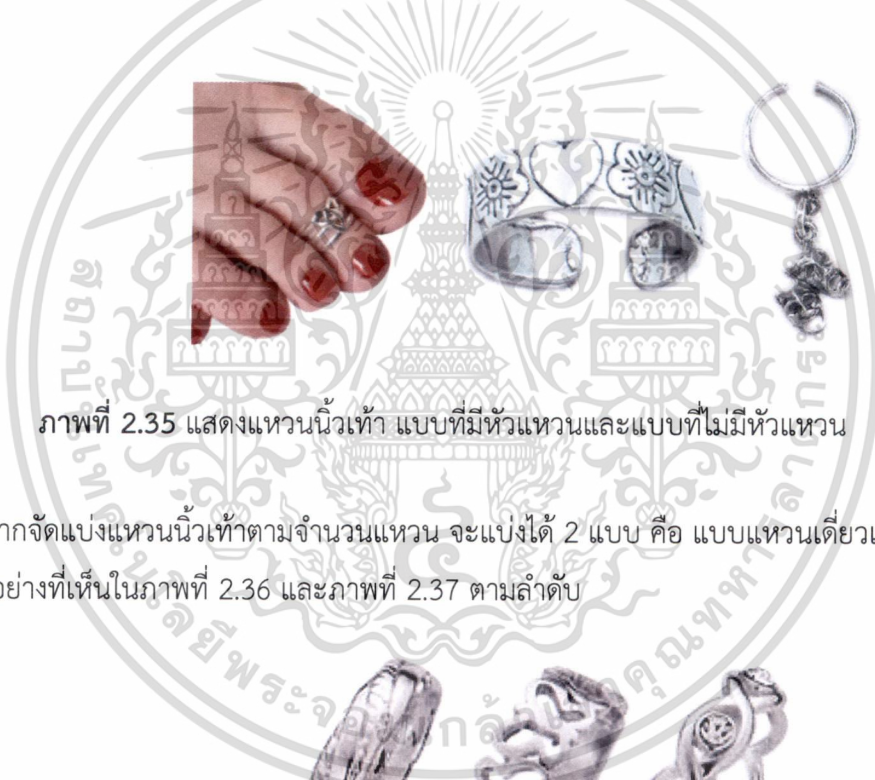 ภาพที่ 2.35 แสดงแหวนนิ้วเท้า แบบที่มีหัวแหวนและแบบที่ไม่มีหัวแหวน
ากจัดแบ่งแหวนนิ้วเท้าตามจำนวนแหวน จะแบ่งได้ 2 แบบ คือ แบบแหวนเดี่ยวเ
อย่างที่เห็นในภาพที่ 2.36 และภาพที่ 2.37 ตามลำดับ